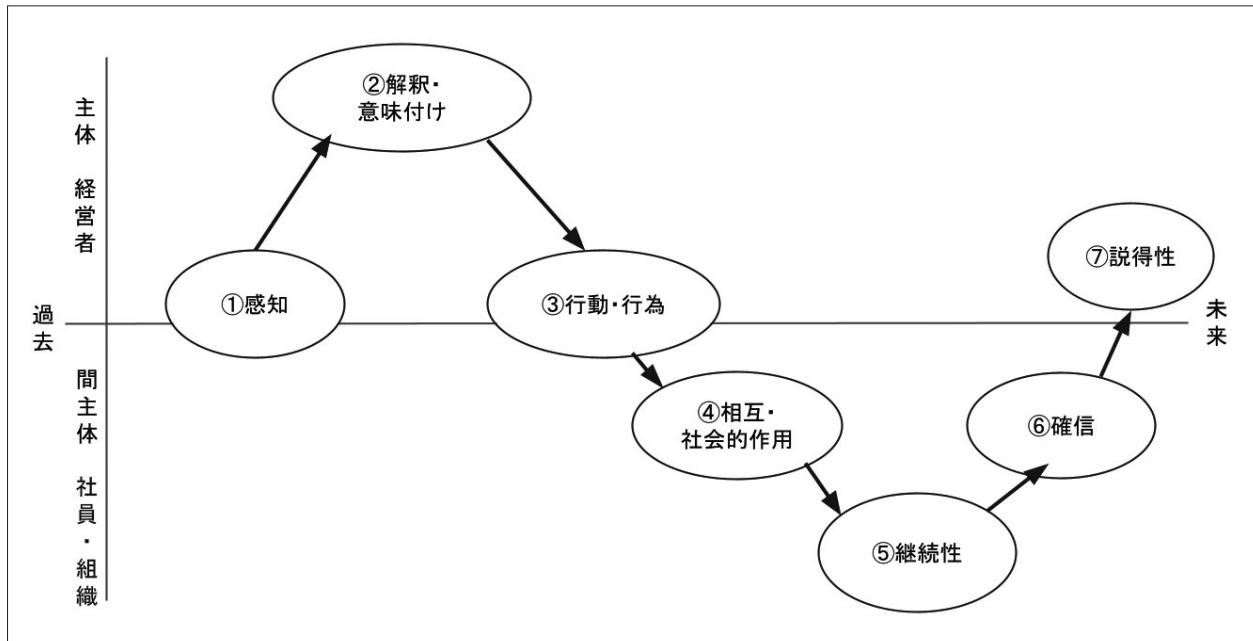 主体 経営者
過去
間主体 社員・組織
①感知
②解釈・
意味付け
③行動・行為
④相互・
社会的作用
⑤継続性
⑥確信
⑦説得性
未来